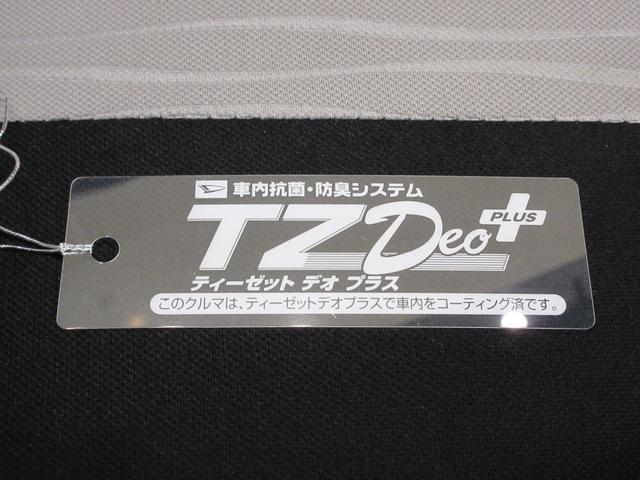 車内抗菌・防臭システム
TZ Deo PLUS
ティーゼット デオ プラス
このクルマは、ティーゼットデオプラスで車内をコーティング済です。